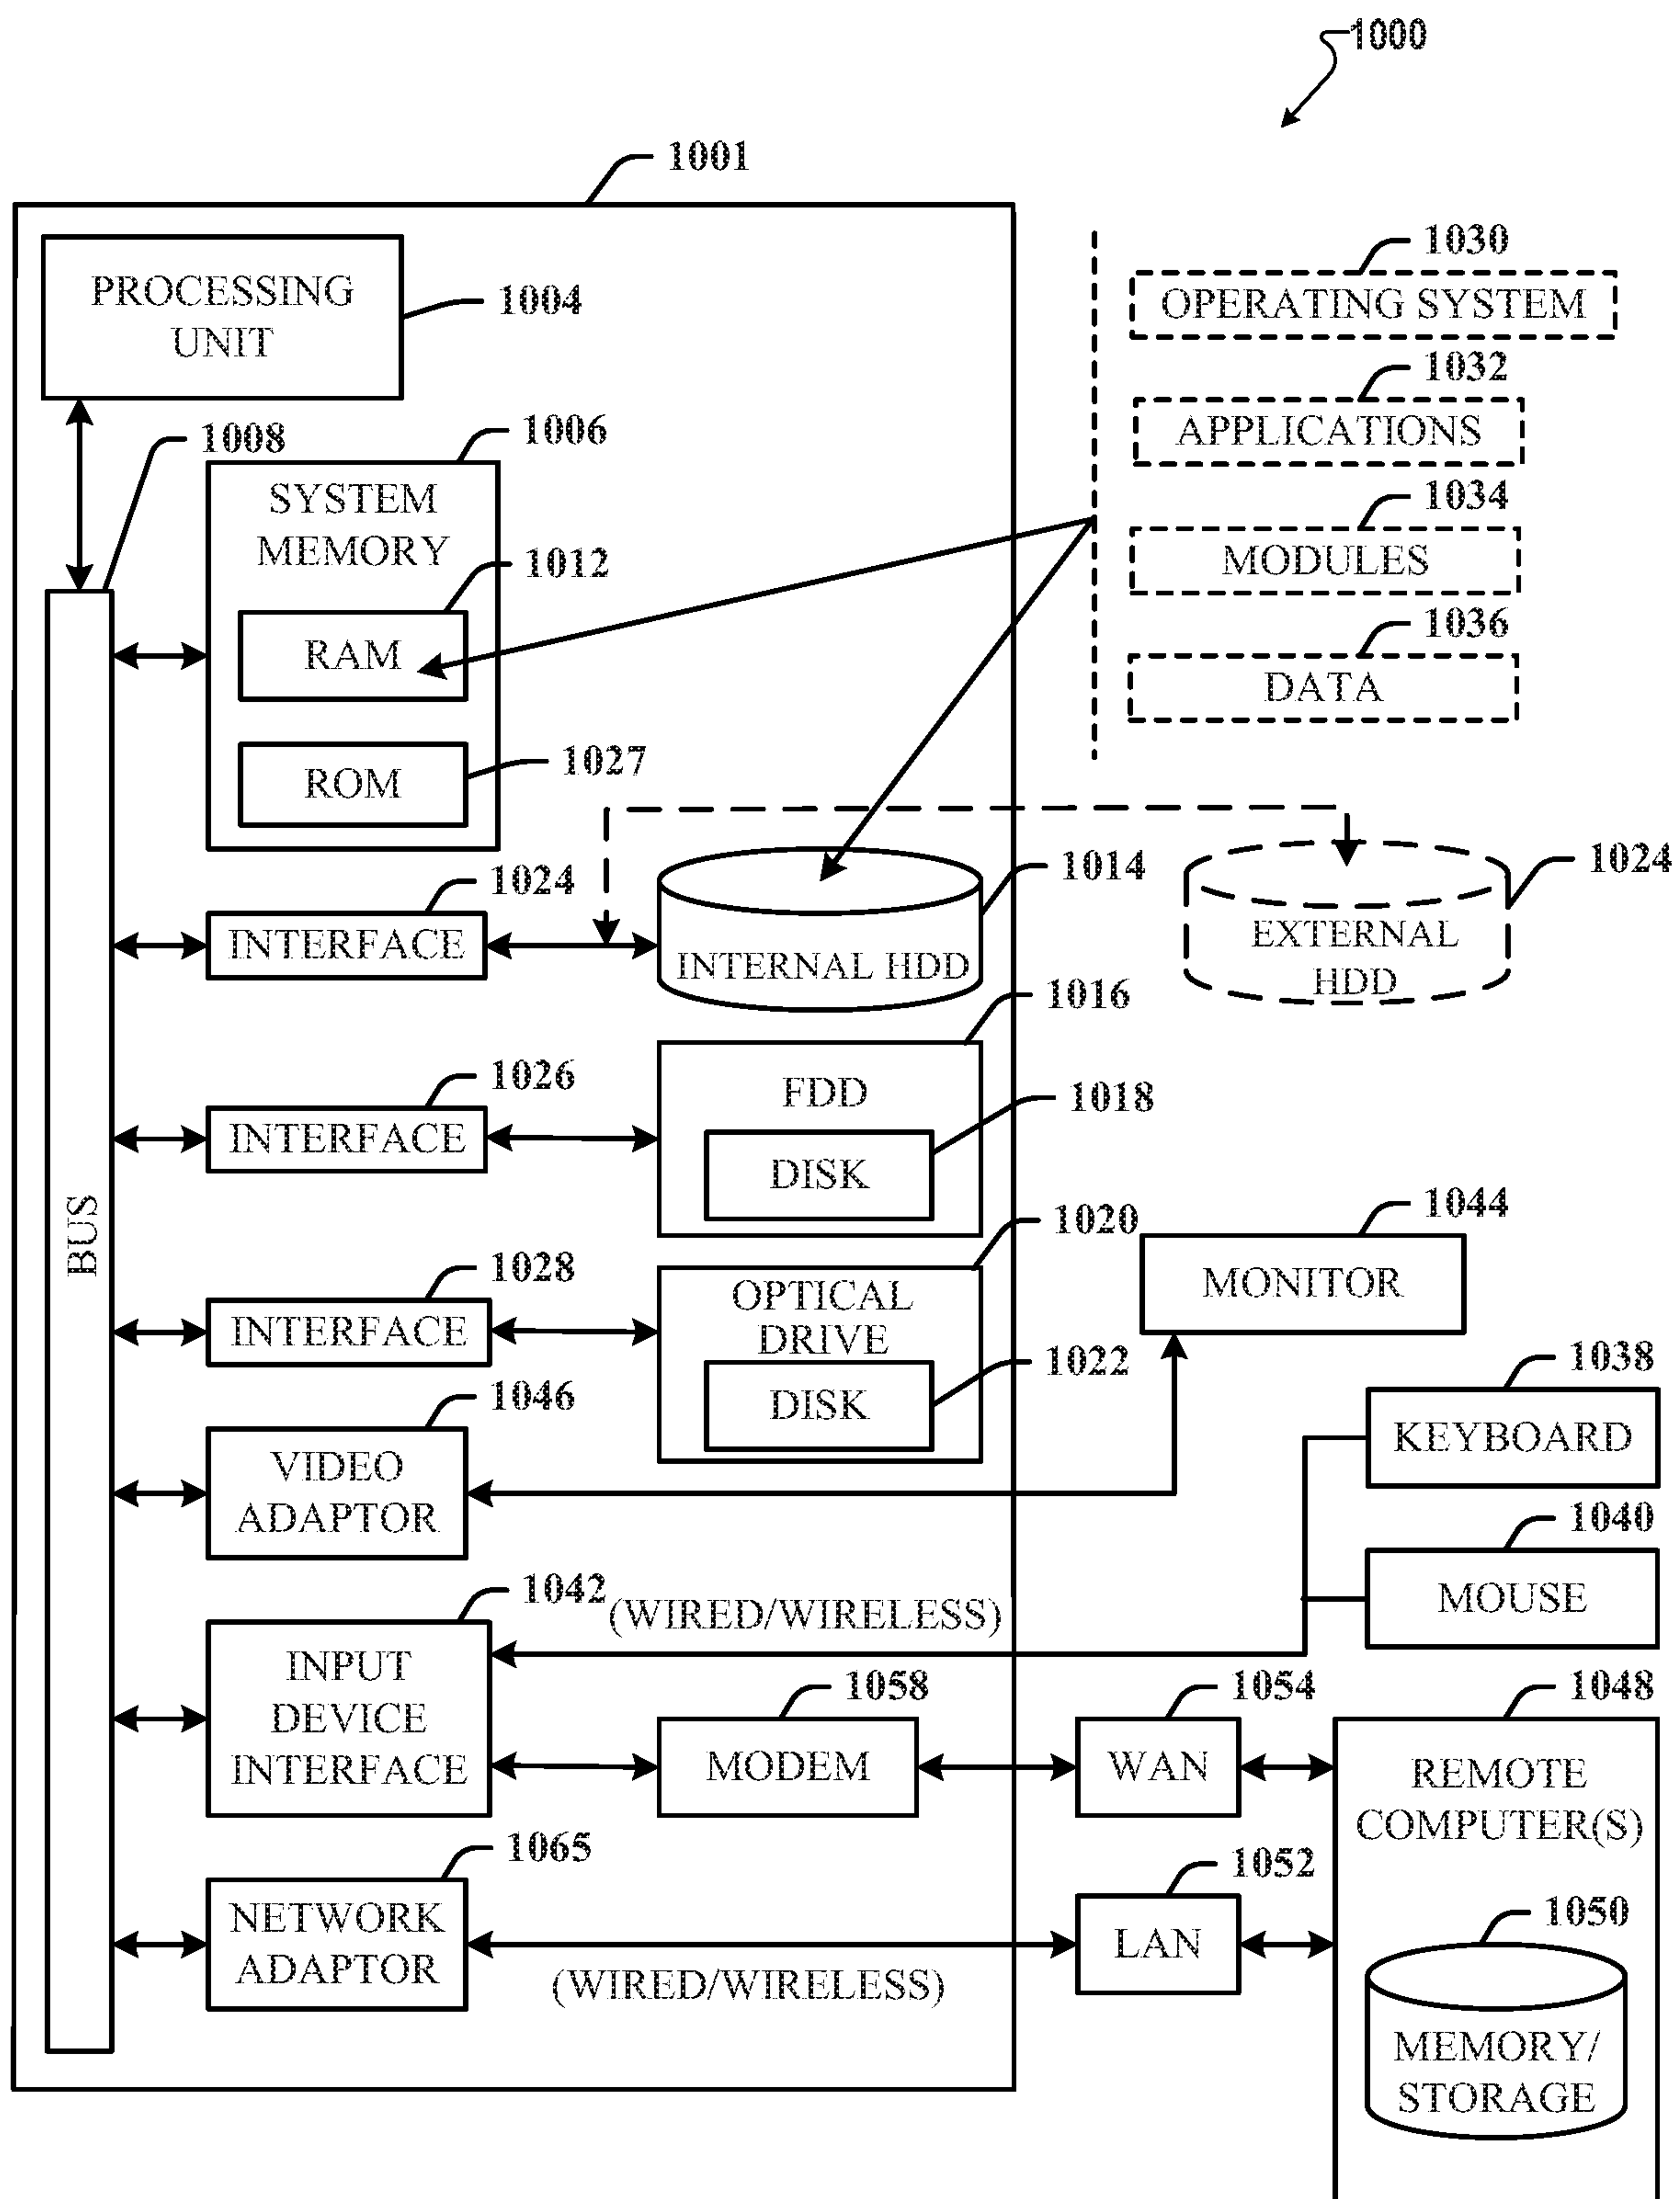 1000
1001
PROCESSING
UNIT
1004
1030
OPERATING SYSTEM
1032
APPLICATIONS
1034
MODULES
1036
DATA
1008
1006
SYSTEM
MEMORY
1012
RAM
ROM
1027
1024
INTERFACE
1014
INTERNAL HDD
1024
EXTERNAL
HDD
1016
FDD
1018
DISK
1026
INTERFACE
BUS
1020
OPTICAL
DRIVE
1022
DISK
1028
INTERFACE
1044
MONITOR
1046
VIDEO
ADAPTOR
1038
KEYBOARD
1040
MOUSE
1042
(WIRED/WIRELESS)
INPUT
DEVICE
INTERFACE
1058
MODEM
1054
WAN
1048
REMOTE
COMPUTER(S)
1065
NETWORK
ADAPTOR
(WIRED/WIRELESS)
1052
LAN
1050
MEMORY/
STORAGE